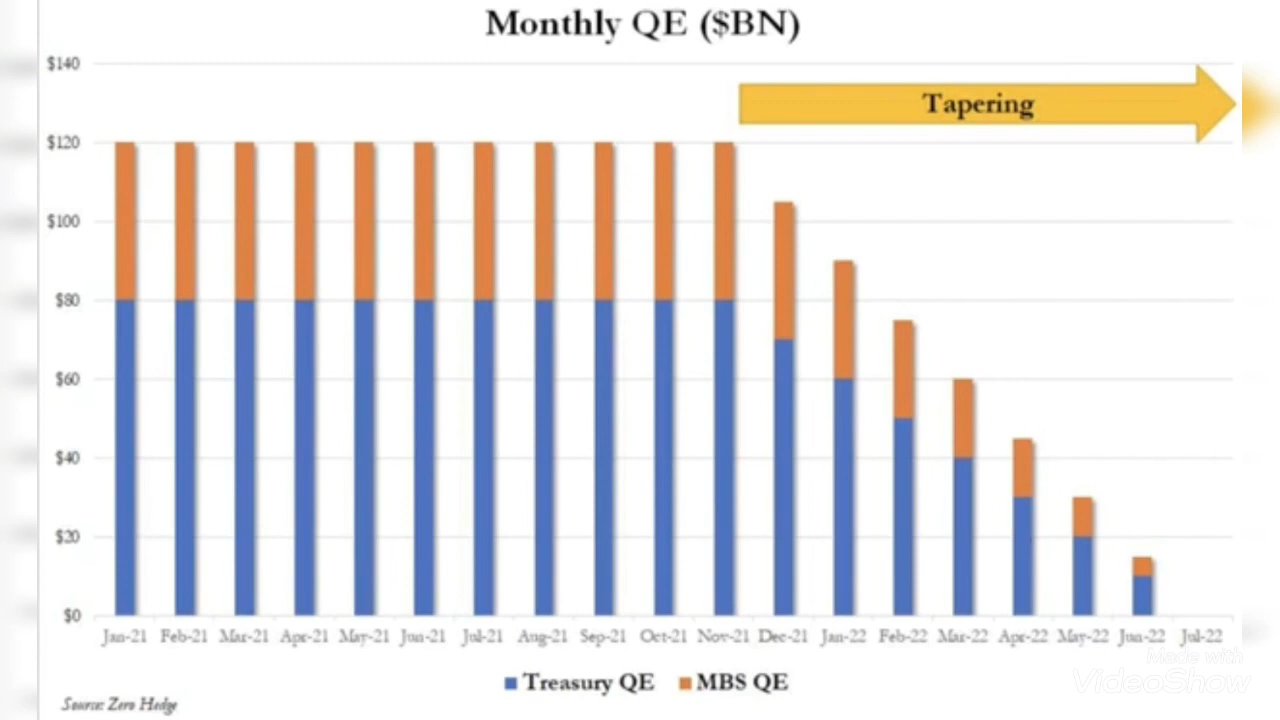 Monthly QE ($BN)
$140
Tapering
$120
$100
$80
$60
$40
$20
$0
Jan-21 Feb-21 Mar-21 Apr-21 May-21 Jun-21 Jul-21 Aug-21 Sep-21 Oct-21 Nov-21 Dec-21 Jan-22 Feb-22 Mar-22 Apr-22 May-22 Jun-22 Jul-22
Made with
VideoShow
Treasury QE MBS QE
Source: Zero Hedge